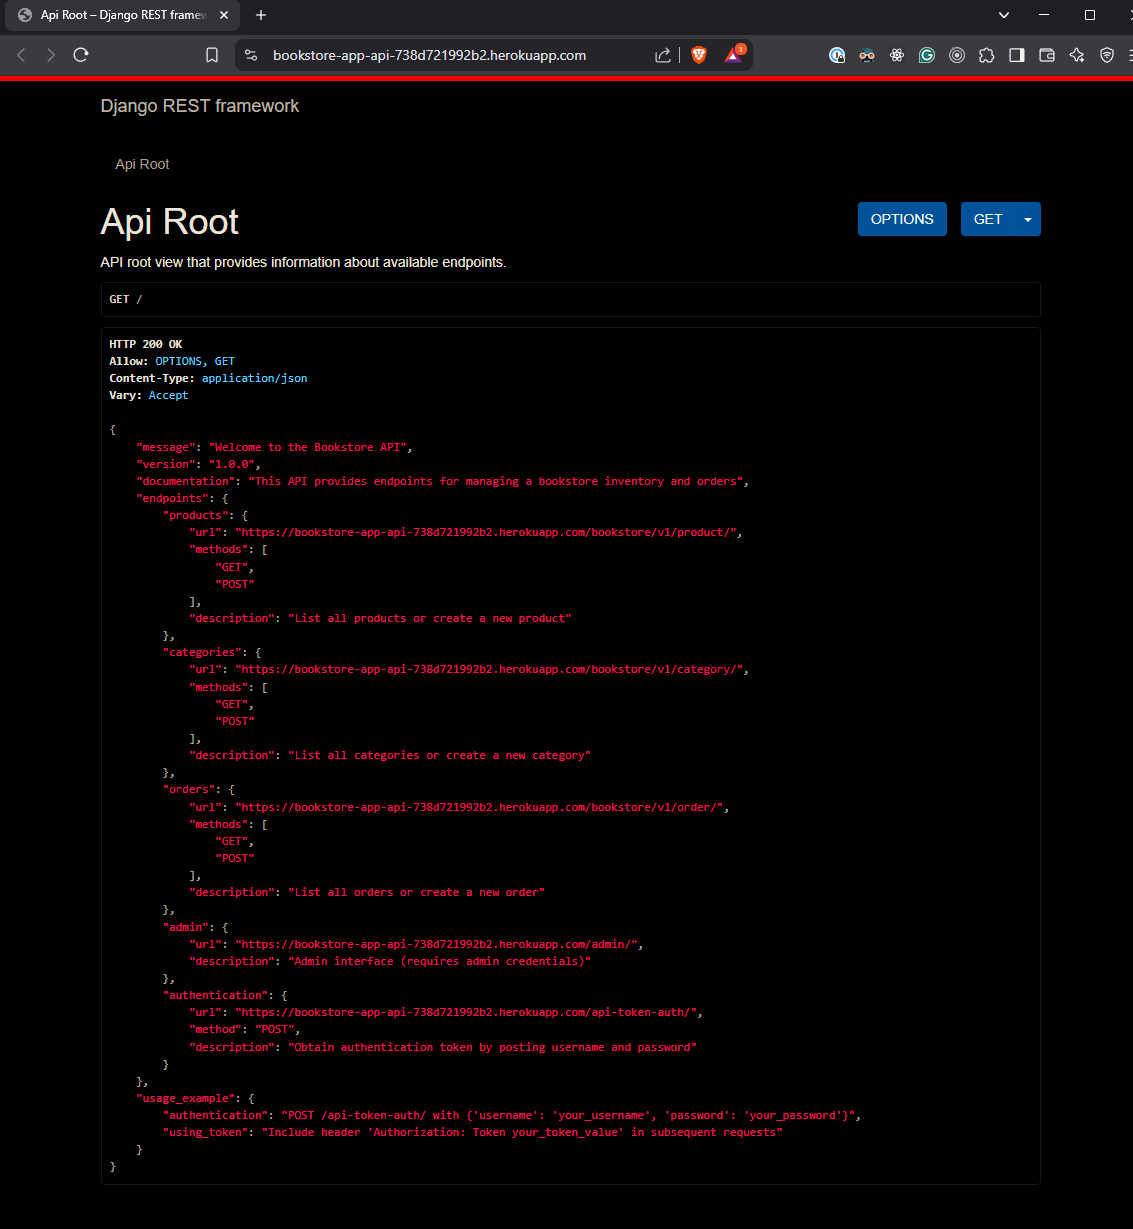 Api Root – Django REST framew
bookstore-app-api-738d721992b2.herokuapp.com
1
Django REST framework
Api Root
Api Root
OPTIONS
GET
API root view that provides information about available endpoints.
GET /
HTTP 200 OK
Allow: OPTIONS, GET
Content-Type: application/json
Vary: Accept
{
    "message": "Welcome to the Bookstore API",
    "version": "1.0.0",
    "documentation": "This API provides endpoints for managing a bookstore inventory and orders",
    "endpoints": {
        "products": {
            "url": "https://bookstore-app-api-738d721992b2.herokuapp.com/bookstore/v1/product/",
            "methods": [
                "GET",
                "POST"
            ],
            "description": "List all products or create a new product"
        },
        "categories": {
            "url": "https://bookstore-app-api-738d721992b2.herokuapp.com/bookstore/v1/category/",
            "methods": [
                "GET",
                "POST"
            ],
            "description": "List all categories or create a new category"
        },
        "orders": {
            "url": "https://bookstore-app-api-738d721992b2.herokuapp.com/bookstore/v1/order/",
            "methods": [
                "GET",
                "POST"
            ],
            "description": "List all orders or create a new order"
        },
        "admin": {
            "url": "https://bookstore-app-api-738d721992b2.herokuapp.com/admin/",
            "description": "Admin interface (requires admin credentials)"
        },
        "authentication": {
            "url": "https://bookstore-app-api-738d721992b2.herokuapp.com/api-token-auth/",
            "method": "POST",
            "description": "Obtain authentication token by posting username and password"
        }
    },
    "usage_example": {
        "authentication": "POST /api-token-auth/ with {'username': 'your_username', 'password': 'your_password'}",
        "using_token": "Include header 'Authorization: Token your_token_value' in subsequent requests"
    }
}